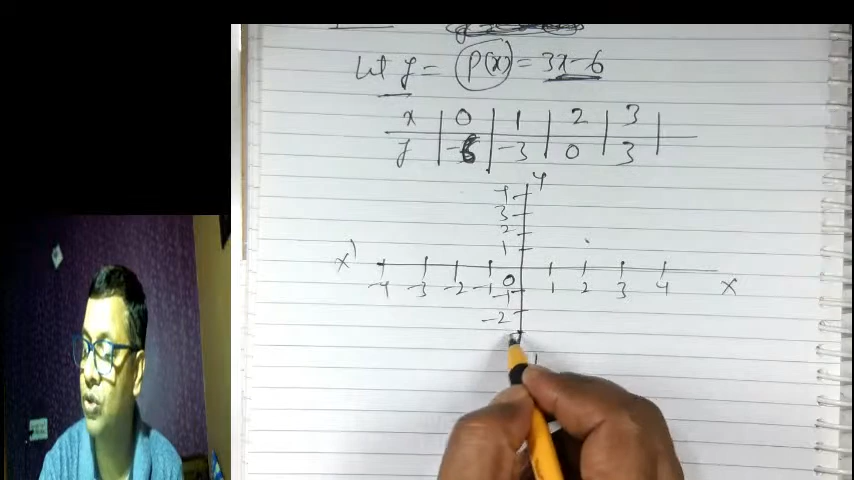 Let y = p(x) = 3x-6
x 0 1 2 3
y -6 -3 0 3
Y
4
3
2
1
X' X
0
-4 -3 -2 -1 1 2 3 4
-1
-2